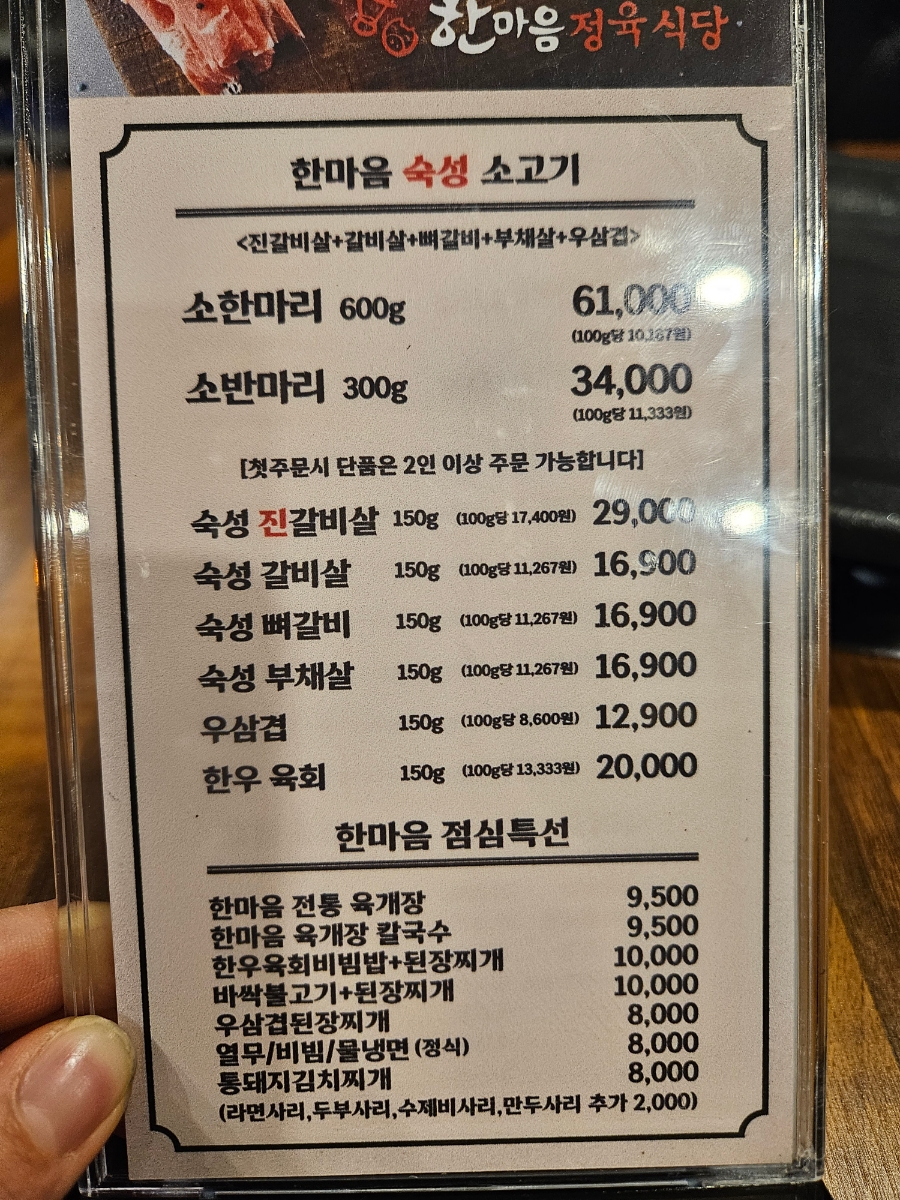 한마음 정육식당
한마음 숙성 소고기
<진갈비살+갈비살+뼈갈비+부채살+우삼겹>
소한마리 600g 61,000
(100g당 10,167원)
소반마리 300g 34,000
(100g당 11,333원)
[첫주문시 단품은 2인 이상 주문 가능합니다]
숙성 진갈비살 150g (100g당 17,400원) 29,000
숙성 갈비살 150g (100g당 11,267원) 16,900
숙성 뼈갈비 150g (100g당 11,267원) 16,900
숙성 부채살 150g (100g당 11,267원) 16,900
우삼겹 150g (100g당 8,600원) 12,900
한우 육회 150g (100g당 13,333원) 20,000
한마음 점심특선
한마음 전통 육개장 9,500
한마음 육개장 칼국수 9,500
한우육회비빔밥+된장찌개 10,000
바싹불고기+된장찌개 10,000
우삼겹된장찌개 8,000
열무/비빔/물냉면 (정식) 8,000
통돼지김치찌개 8,000
(라면사리,두부사리,수제비사리,만두사리 추가 2,000)